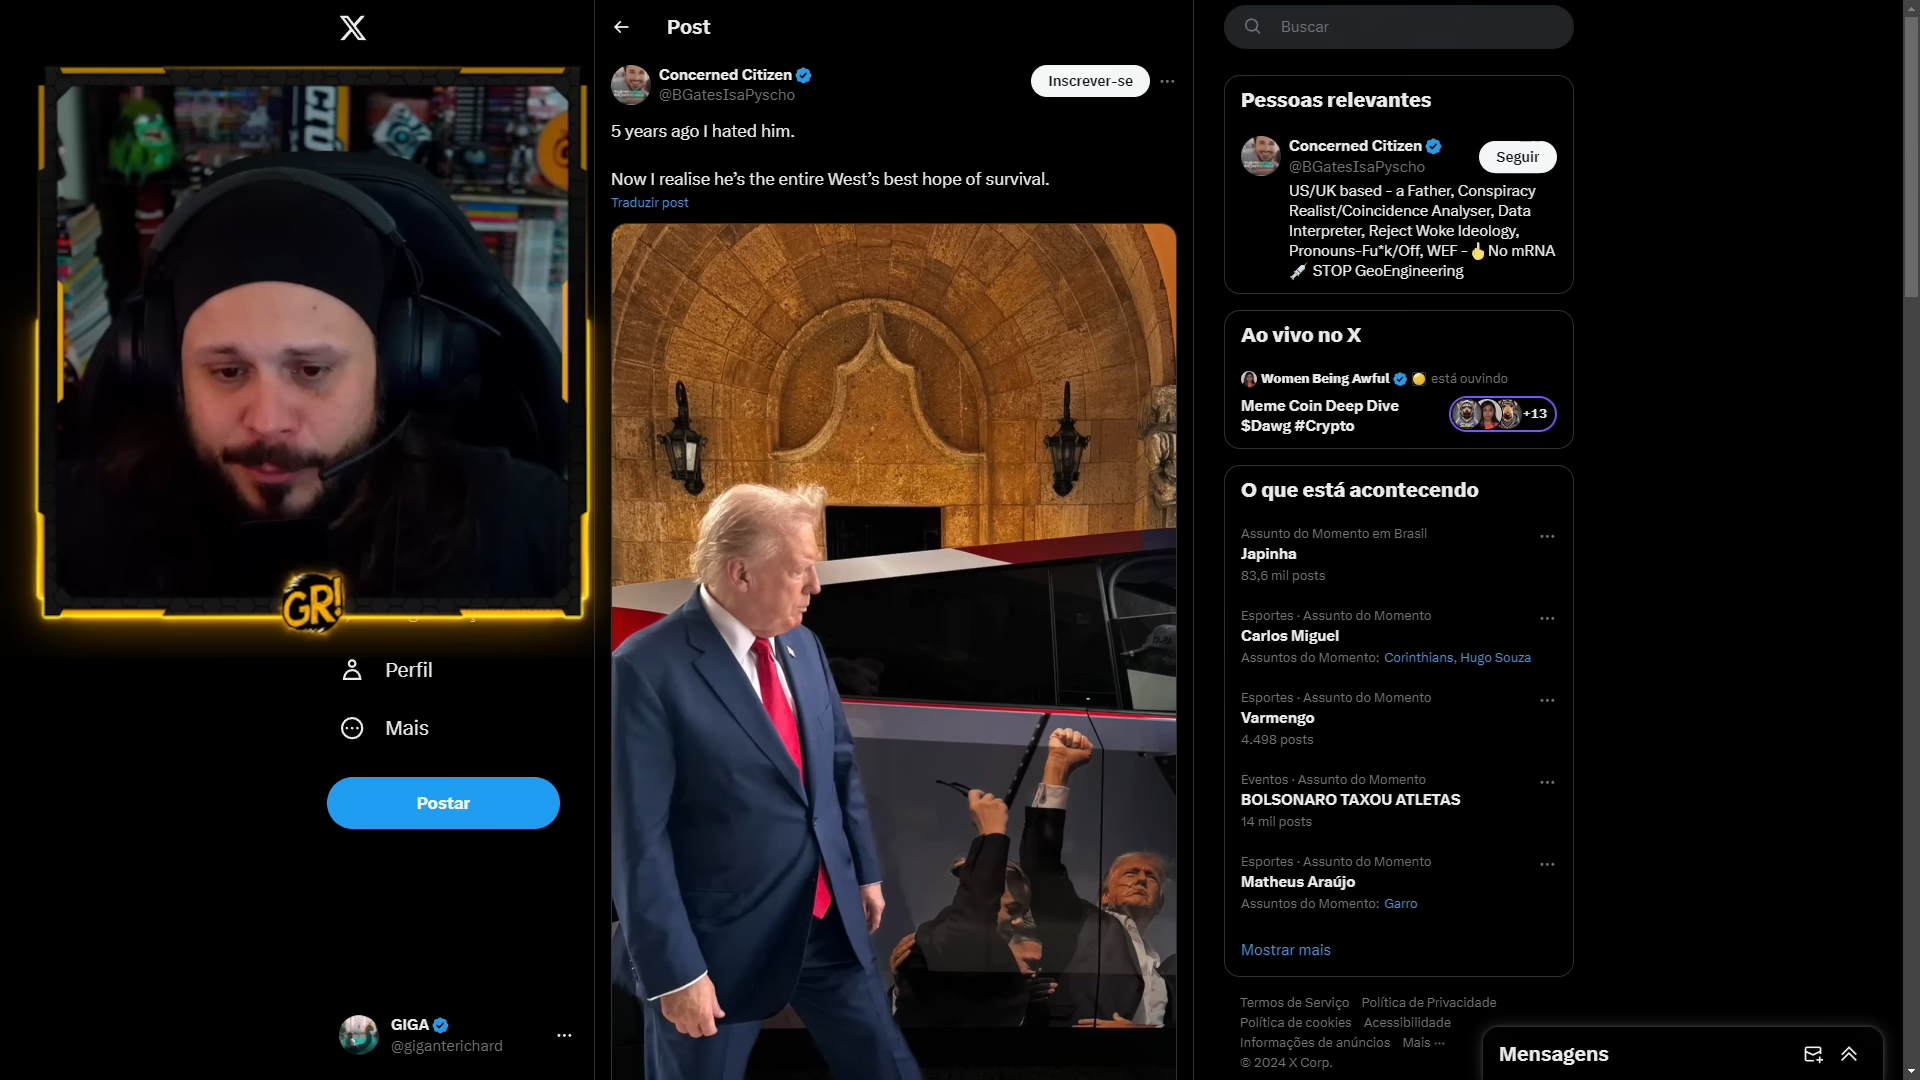 Post
Concerned Citizen
@BGatesIsaPyscho
Inscrever-se
5 years ago I hated him.
Now I realise he’s the entire West’s best hope of survival.
Traduzir post
GR!
Perfil
Mais
Postar
GIGA
@giganterichard
Buscar
Pessoas relevantes
Concerned Citizen
@BGatesIsaPyscho
Seguir
US/UK based - a Father, Conspiracy
Realist/Coincidence Analyser, Data
Interpreter, Reject Woke Ideology,
Pronouns-Fu*k/Off, WEF -👆No mRNA
💉 STOP GeoEngineering
Ao vivo no X
Women Being Awful está ouvindo
Meme Coin Deep Dive
$Dawg #Crypto
+13
O que está acontecendo
Assunto do Momento em Brasil
Japinha
83,6 mil posts
Esportes · Assunto do Momento
Carlos Miguel
Assuntos do Momento: Corinthians, Hugo Souza
Esportes · Assunto do Momento
Varmengo
4.498 posts
Eventos · Assunto do Momento
BOLSONARO TAXOU ATLETAS
14 mil posts
Esportes · Assunto do Momento
Matheus Araújo
Assuntos do Momento: Garro
Mostrar mais
Termos de Serviço Política de Privacidade
Política de cookies Acessibilidade
Informações de anúncios Mais ···
© 2024 X Corp.
Mensagens